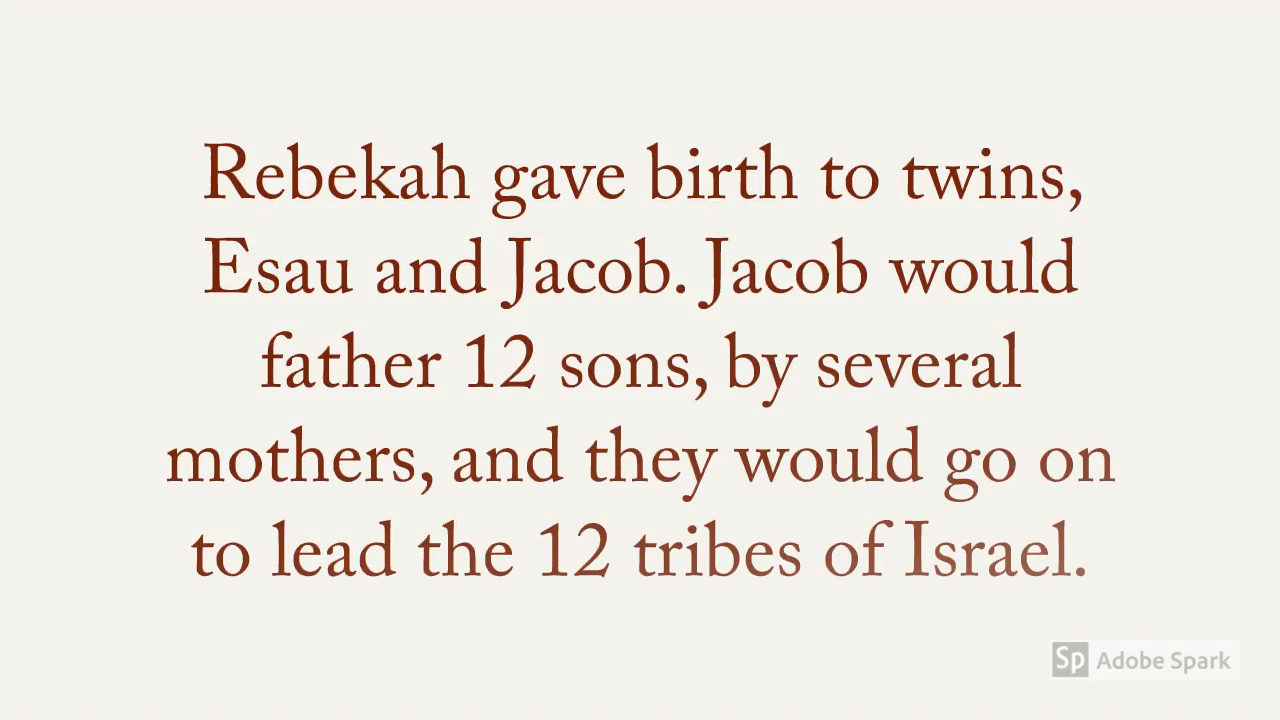 Rebekah gave birth to twins,
Esau and Jacob. Jacob would
father 12 sons, by several
mothers, and they would go on
to lead the 12 tribes of Israel.
Sp Adobe Spark